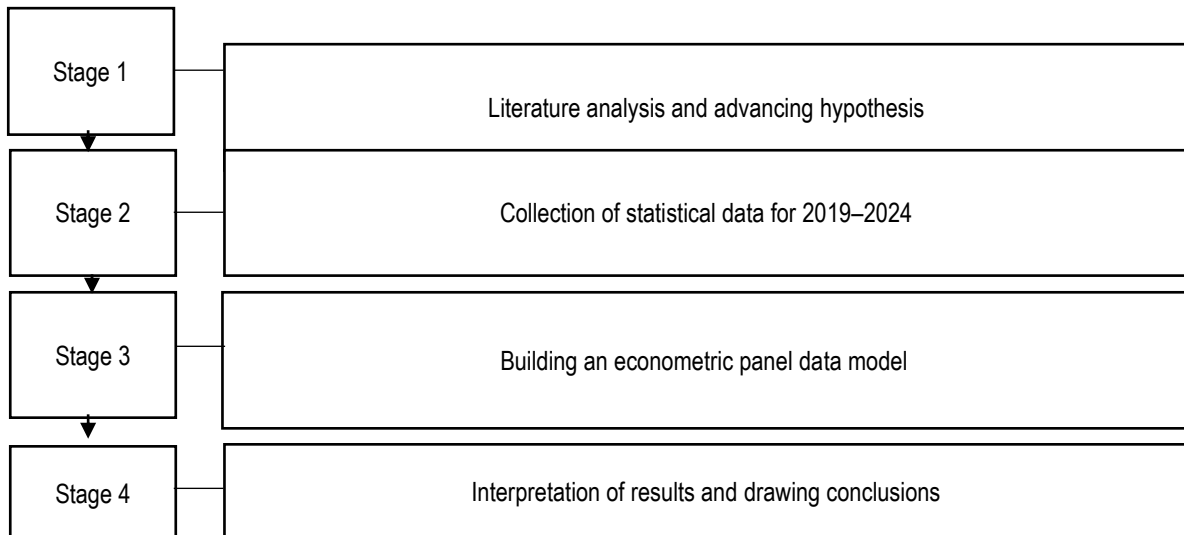 Stage 1
Literature analysis and advancing hypothesis
Stage 2
Collection of statistical data for 2019–2024
Stage 3
Building an econometric panel data model
Stage 4
Interpretation of results and drawing conclusions